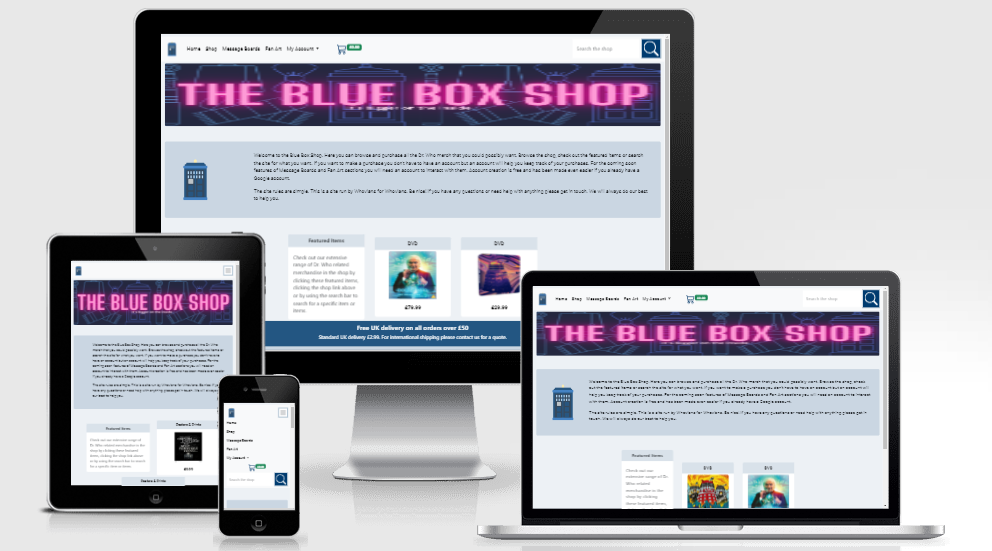 Home Shop Message Boards Fan Art My Account
Search the shop
THE BLUE BOX SHOP
Welcome to the Blue Box Shop. Here you can browse and purchase all the Dr. Who merch that you could possibly want. Browse the shop, check out the featured items or search
the site for what you want. If you want to make a purchase you don't have to have an account but an account will help you keep track of your purchases. For the coming soon
features of Message Boards and Fan Art sections you will need an account to interact with them. Account creation is free and has been made even easier if you already have a
Google account.
The site rules are simple. This is a site run by Whovians for Whovians. Be nice! If you have any questions or need help with anything please get in touch. We will always do our best
to help you.
Featured Items
Check out our extensive
range of Dr. Who related
merchandise in the shop by
clicking these featured items,
clicking the shop link above
or by using the search bar to
search for a specific item or
items.
DVD
DVD
Free UK delivery on all orders over £50
Standard UK delivery £2.99. For international shipping please contact us for a quote.
THE BLUE BOX SHOP
Welcome to the Blue Box Shop. Here you can browse and purchase all the Dr. Who
Featured Items
Check out our extensive range of
Dr. Who related merchandise in the
shop by clicking these featured
items, clicking the shop link above
or by using the search bar to search
for a specific item or items.
Gadgets & Drinks
Home
Shop
Message Boards
Fan Art
My Account
Search the shop
Home Shop Message Boards Fan Art My Account
Search the shop
THE BLUE BOX SHOP
Welcome to the Blue Box Shop. Here you can browse and purchase all the Dr. Who merch that you could possibly want. Browse the shop, check
out the featured items or search the site for what you want. If you want to make a purchase you don't have to have an account but an account will
help you keep track of your purchases. For the coming soon features of Message Boards and Fan Art sections you will need an account to interact
with them. Account creation is free and has been made even easier if you already have a Google account.
The site rules are simple. This is a site run by Whovians for Whovians. Be nice! If you have any questions or need help with anything please get in
touch. We will always do our best to help you.
Featured Items
Check out our
extensive range of
Dr. Who related
merchandise in the
shop by clicking
these featured items,
DVD
DVD